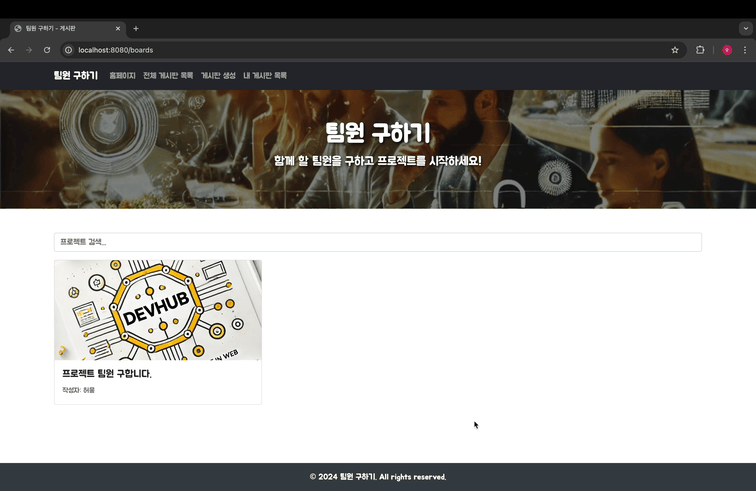 팀원 구하기 - 게시판
localhost:8080/boards
팀원 구하기 홈페이지 전체 게시판 목록 게시판 생성 내 게시판 목록
팀원 구하기
함께 할 팀원을 구하고 프로젝트를 시작하세요!
프로젝트 검색...
DEVHUB
IN WEB
프로젝트 팀원 구합니다.
작성자: 허웅
© 2024 팀원 구하기. All rights reserved.